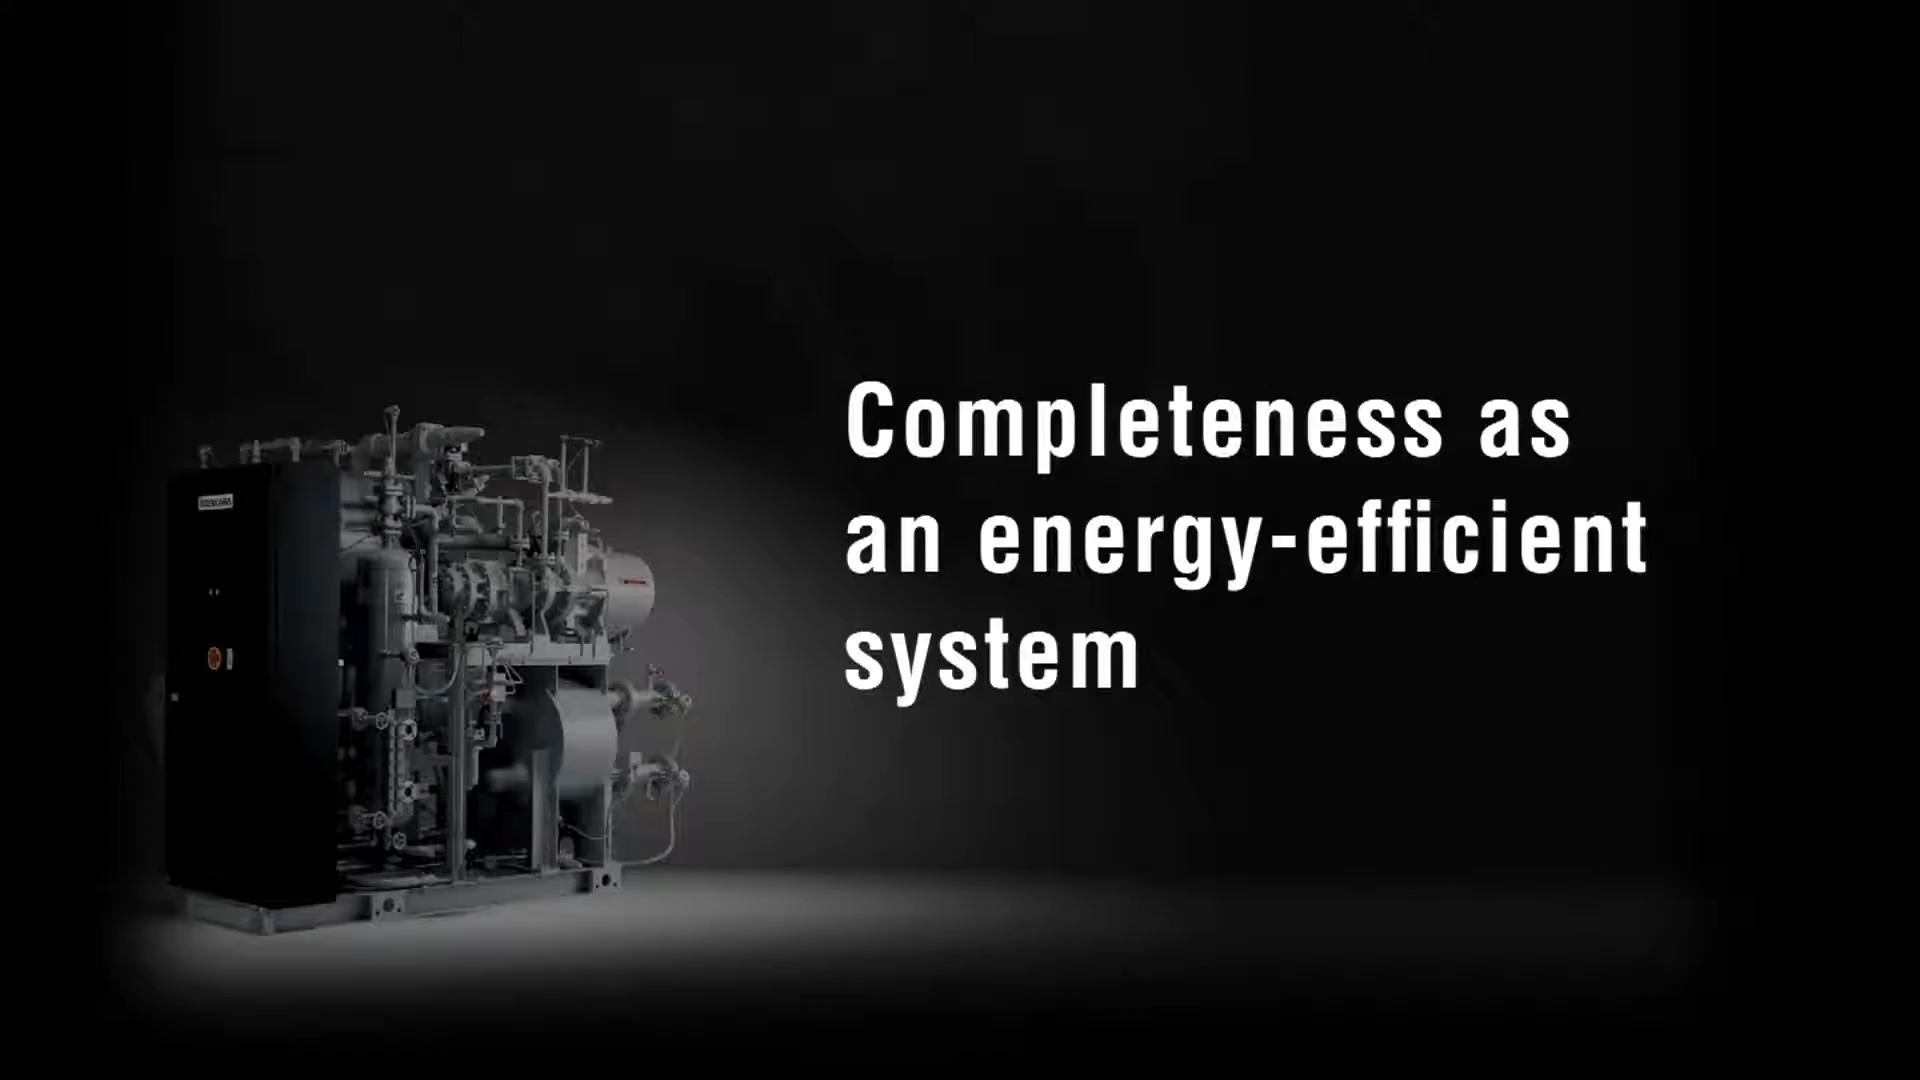 Completeness as
an energy-efficient
system